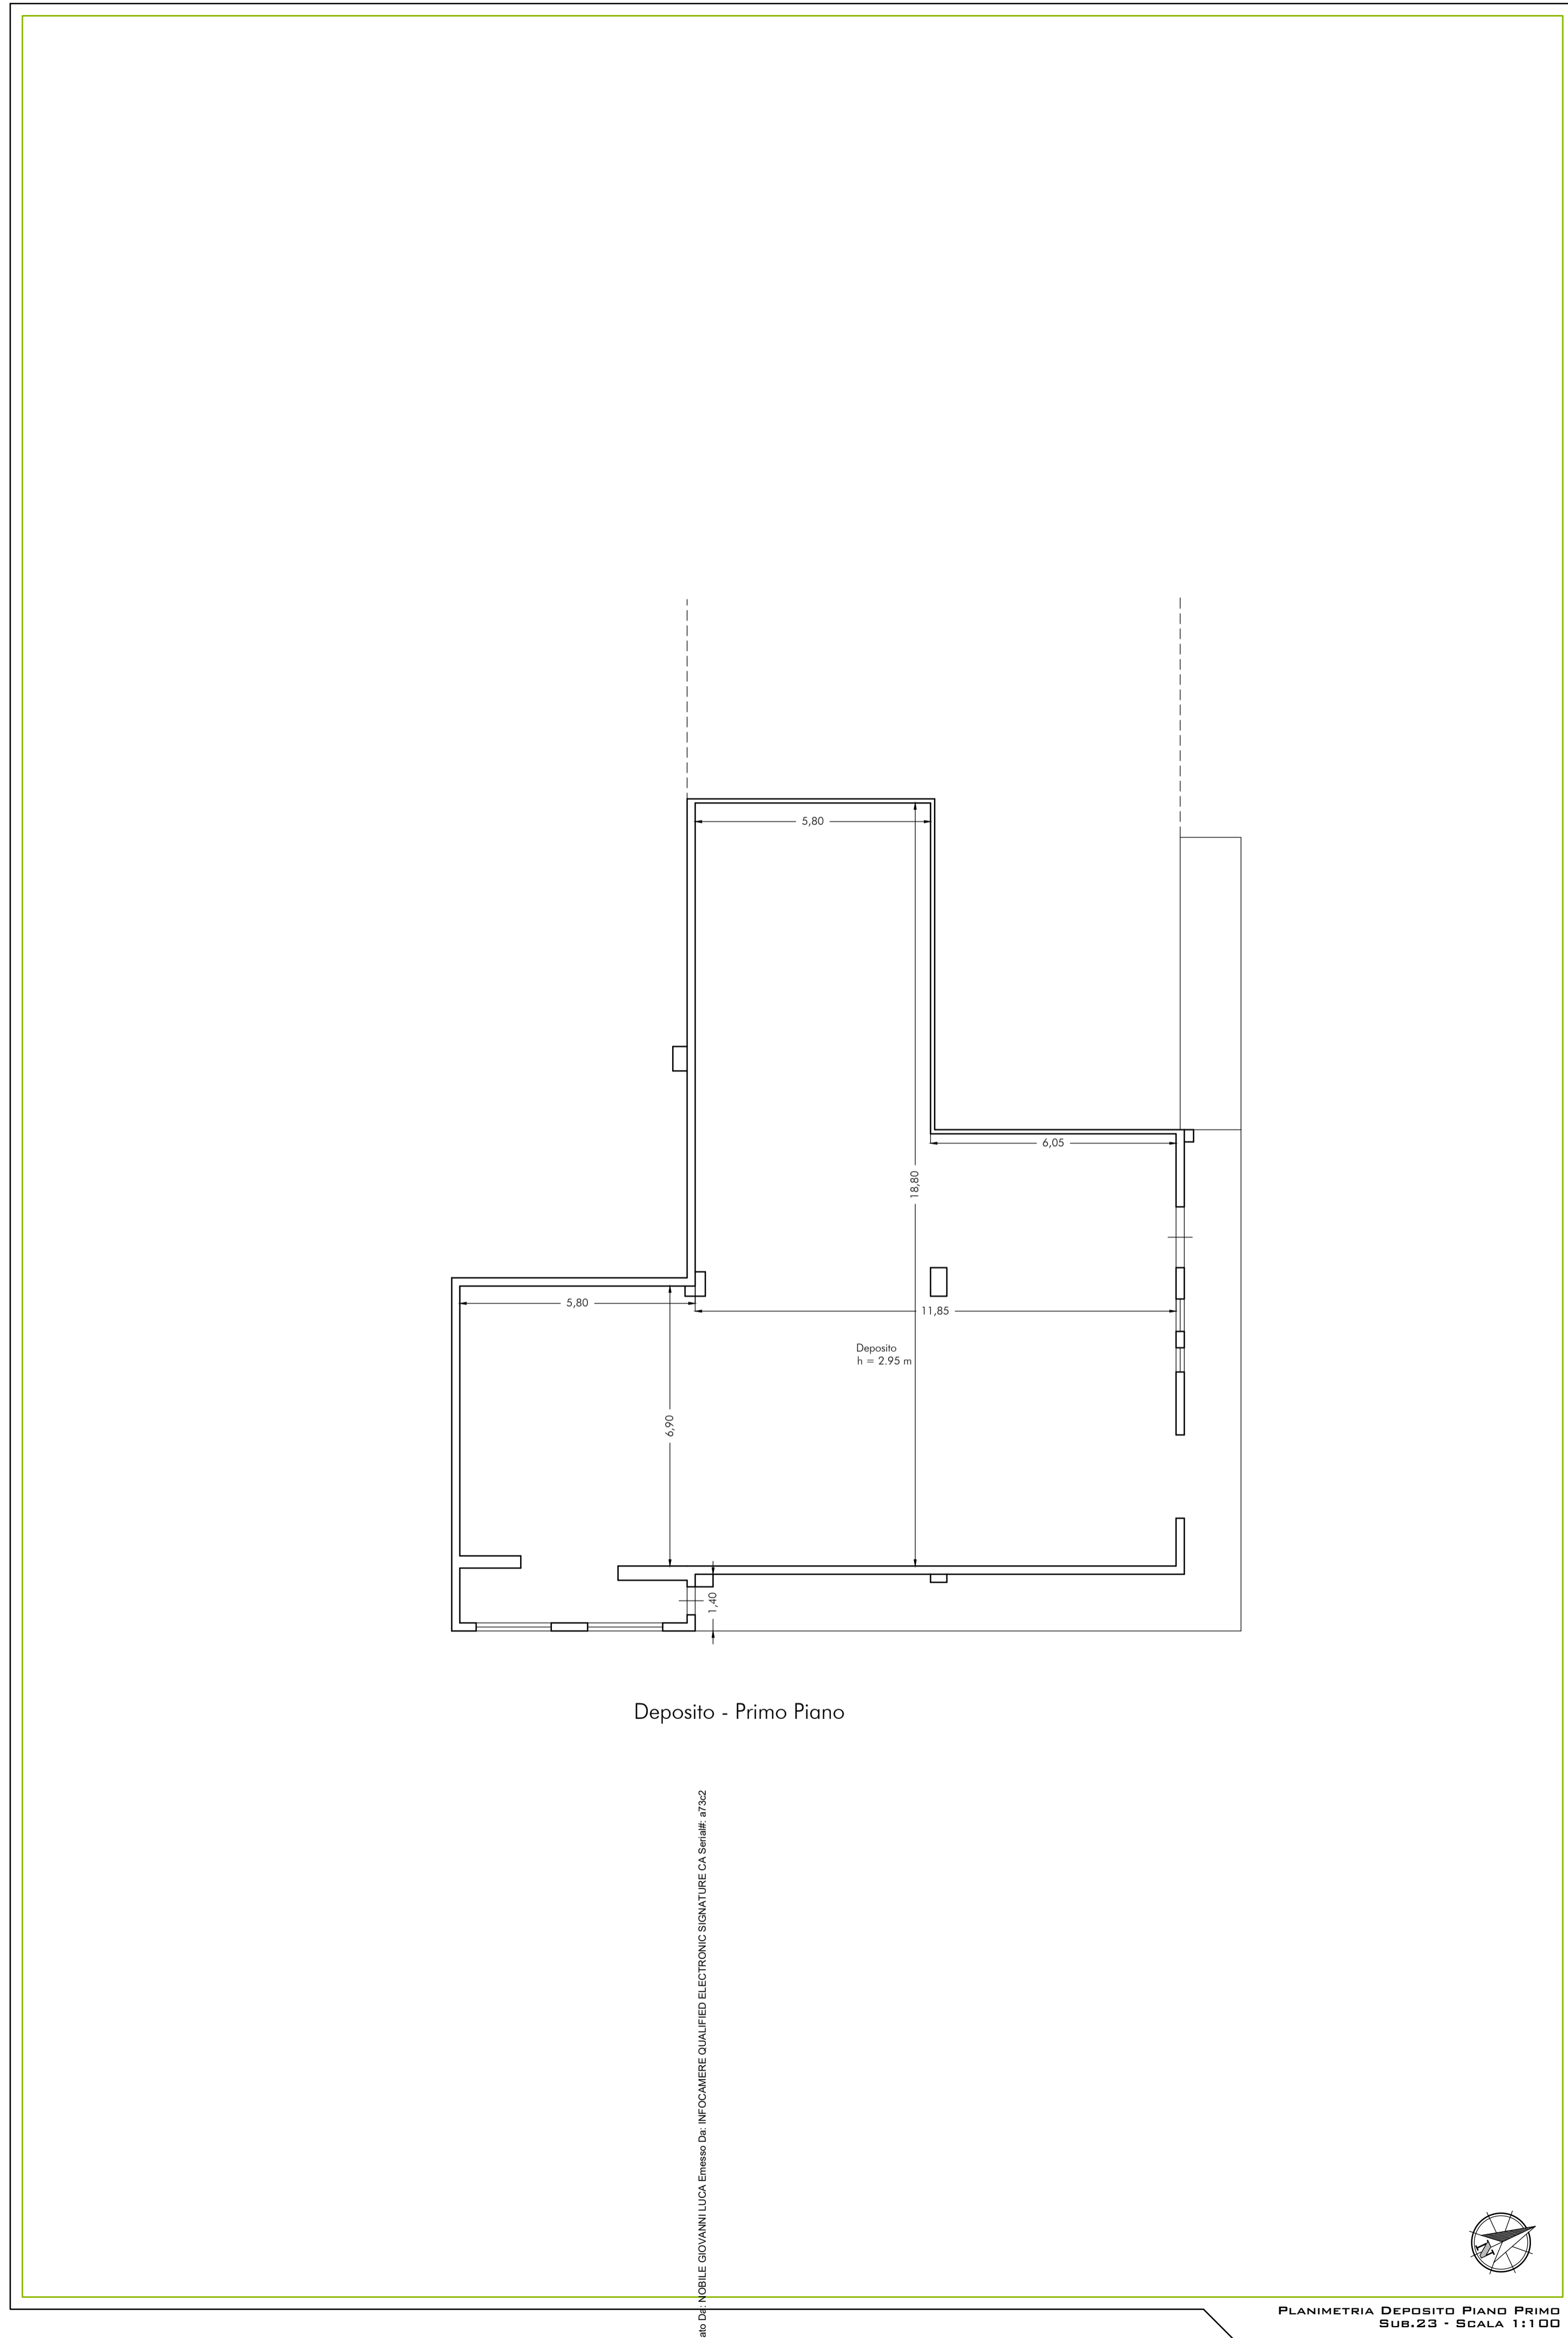 5,80
6,05
18,80
5,80
11,85
Deposito
h = 2.95 m
6,90
1,40
Deposito - Primo Piano
ato Da: NOBILE GIOVANNI LUCA Emesso Da: INFOCAMERE QUALIFIED ELECTRONIC SIGNATURE CA Serial#: a73c2
N
Planimetria Deposito Piano Primo
Sub.23 - Scala 1:100